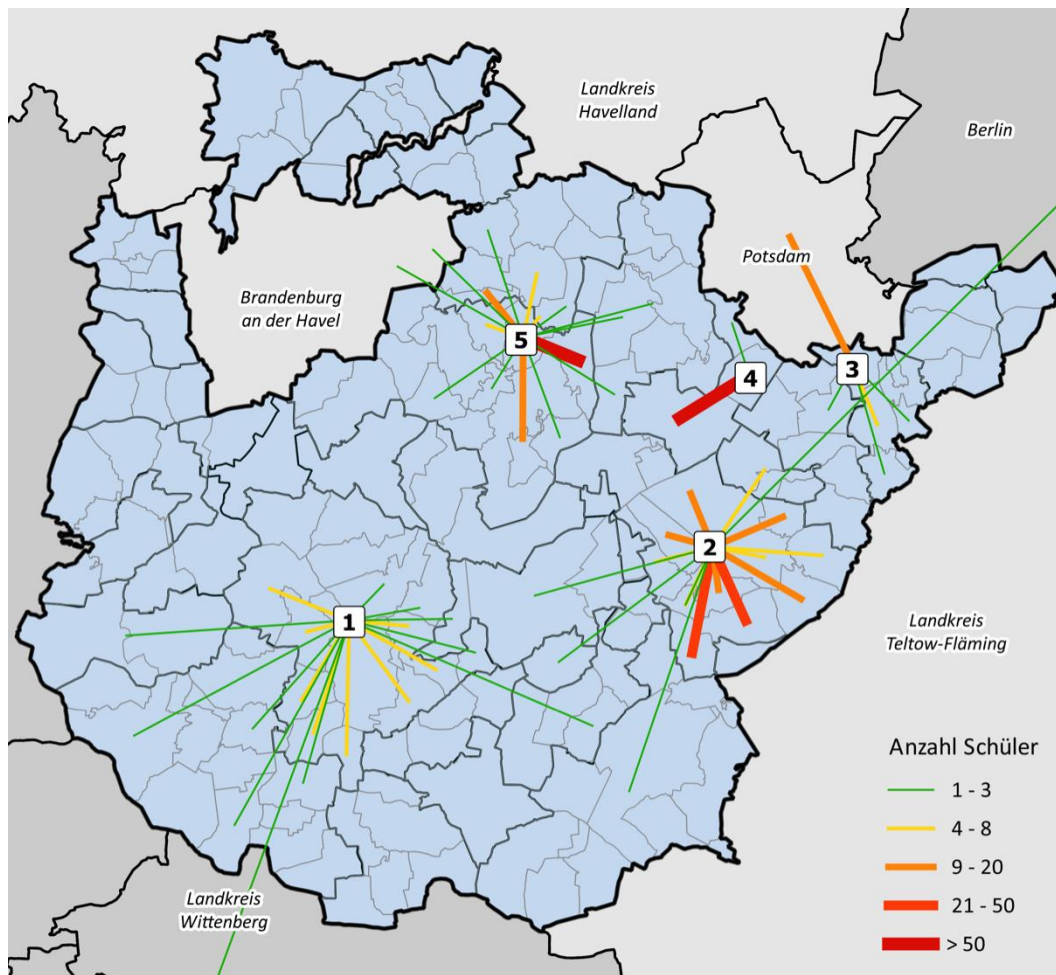 Landkreis
Havelland
Berlin
Potsdam
Brandenburg
an der Havel
5
4
3
2
1
Landkreis
Teltow-Fläming
Landkreis
Wittenberg
Anzahl Schüler
1 - 3
4 - 8
9 - 20
21 - 50
> 50